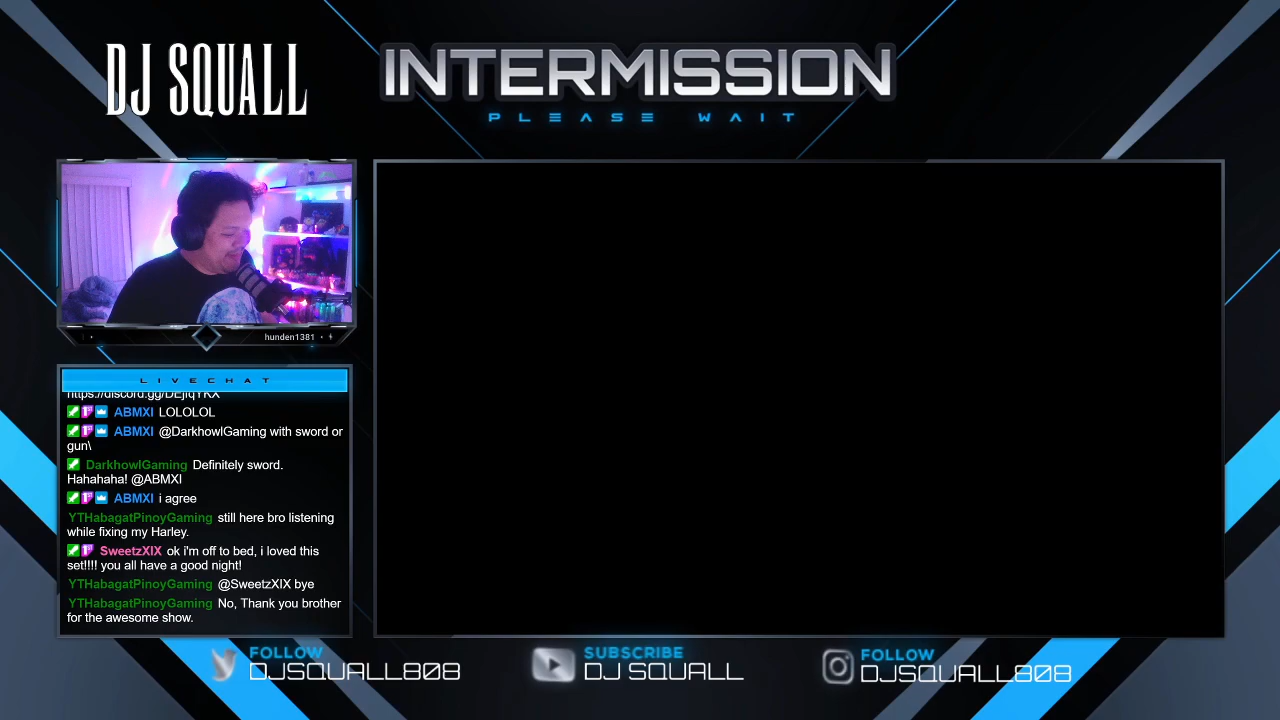 DJ SQUALL
INTERMISSION
PLEASE WAIT
hunden1381
LIVECHAT
ABMXI LOLOLOL
ABMXI @DarkhowlGaming with sword or
gun\
DarkhowlGaming Definitely sword.
Hahahaha! @ABMXI
ABMXI i agree
YTHabagatPinoyGaming still here bro listening
while fixing my Harley.
SweetzXIX ok i'm off to bed, i loved this
set!!!! you all have a good night!
YTHabagatPinoyGaming @SweetzXIX bye
YTHabagatPinoyGaming No, Thank you brother
for the awesome show.
FOLLOW
DJSQUALL808
SUBSCRIBE
DJ SQUALL
FOLLOW
DJSQUALL808